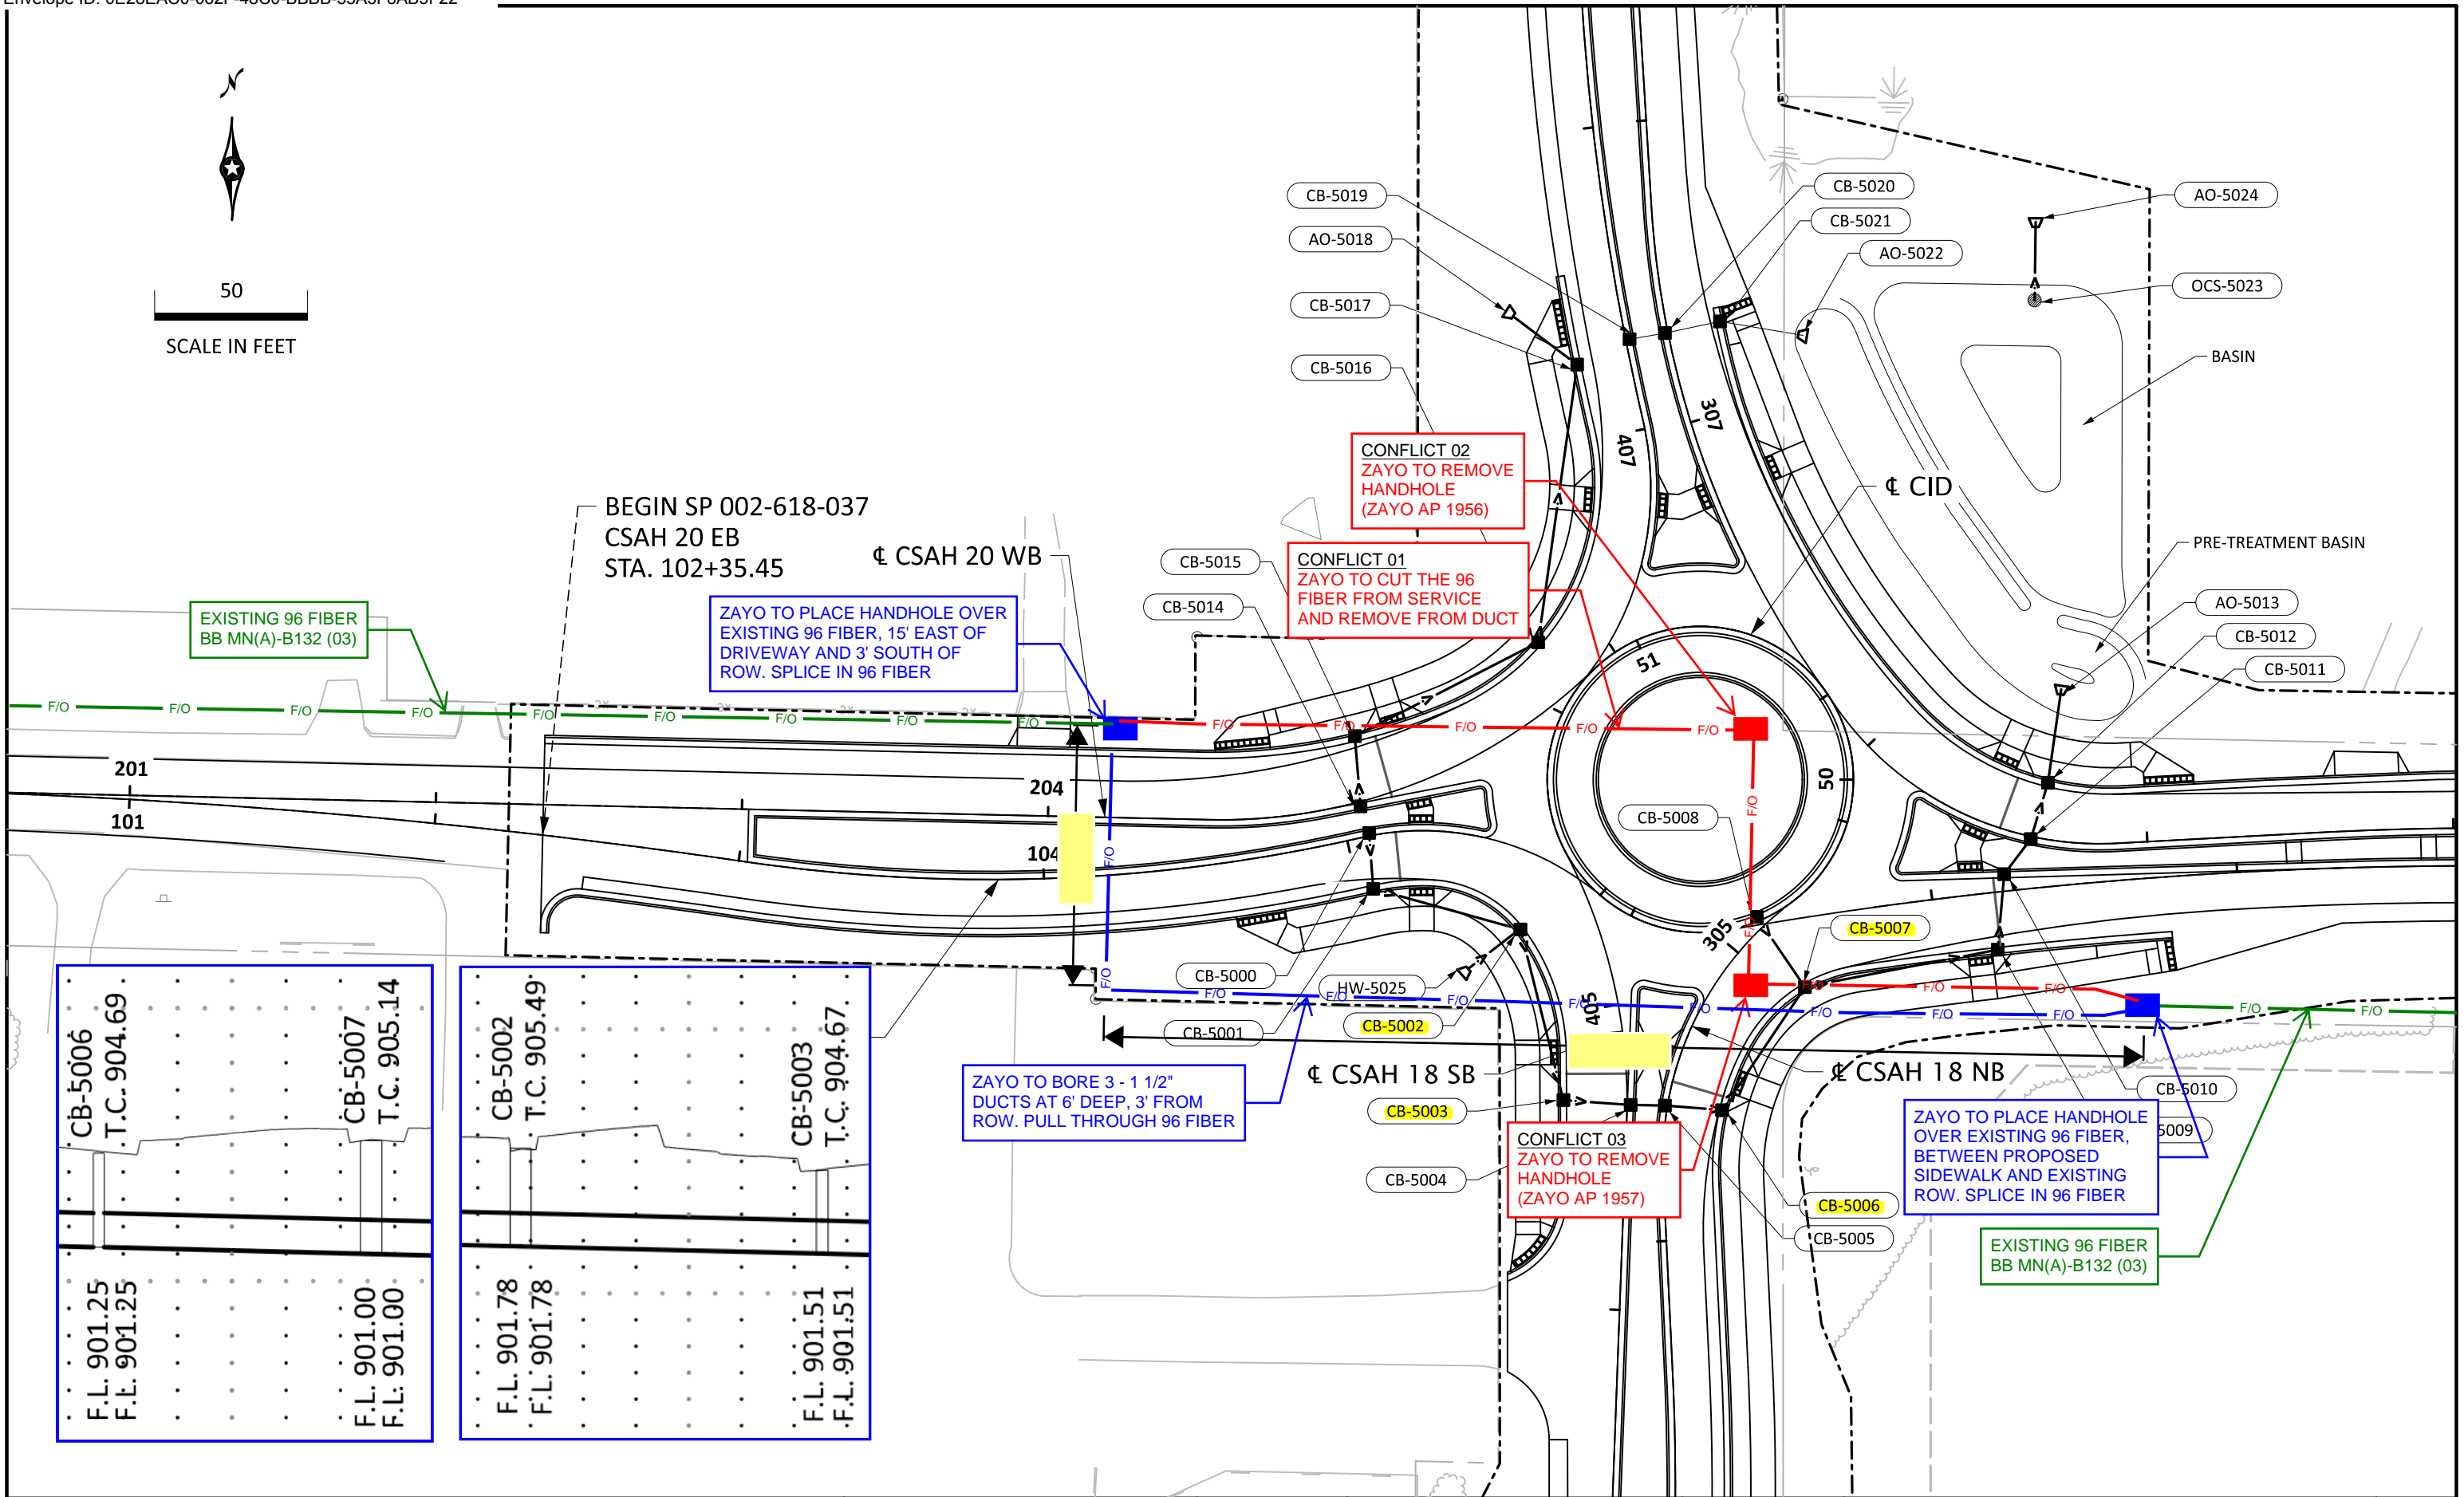 N
50
SCALE IN FEET
CB-5019
AO-5018
CB-5017
CB-5016
CB-5020
CB-5021
AO-5022
AO-5024
OCS-5023
BASIN
307
407
CONFLICT 02
ZAYO TO REMOVE
HANDHOLE
(ZAYO AP 1956)
℄ CID
BEGIN SP 002-618-037
CSAH 20 EB
STA. 102+35.45
℄ CSAH 20 WB
CB-5015
CB-5014
CONFLICT 01
ZAYO TO CUT THE 96
FIBER FROM SERVICE
AND REMOVE FROM DUCT
PRE-TREATMENT BASIN
AO-5013
CB-5012
CB-5011
EXISTING 96 FIBER
BB MN(A)-B132 (03)
ZAYO TO PLACE HANDHOLE OVER
EXISTING 96 FIBER, 15' EAST OF
DRIVEWAY AND 3' SOUTH OF
ROW. SPLICE IN 96 FIBER
51
50
F/O F/O F/O F/O F/O F/O F/O F/O F/O
F/O F/O F/O F/O F/O
201
101
204
104
F/O
F/O
F/O
F/O
CB-5008
305
CB-5007
CB-5000
HW-5025
CB-5001
CB-5002
405
F/O F/O F/O F/O F/O F/O F/O F/O
F/O F/O F/O
F/O F/O
℄ CSAH 18 SB
℄ CSAH 18 NB
CB-5003
CB-5004
CB-5010
5009
CB-5006
CB-5005
ZAYO TO BORE 3 - 1 1/2"
DUCTS AT 6' DEEP, 3' FROM
ROW. PULL THROUGH 96 FIBER
CONFLICT 03
ZAYO TO REMOVE
HANDHOLE
(ZAYO AP 1957)
ZAYO TO PLACE HANDHOLE
OVER EXISTING 96 FIBER,
BETWEEN PROPOSED
SIDEWALK AND EXISTING
ROW. SPLICE IN 96 FIBER
EXISTING 96 FIBER
BB MN(A)-B132 (03)
CB-5006
T.C. 904.69
CB-5007
T.C. 905.14
F.L. 901.25
F.L. 901.25
F.L. 901.00
F.L. 901.00
CB-5002
T.C. 905.49
CB-5003
T.C. 904.67
F.L. 901.78
F.L. 901.78
F.L. 901.51
F.L. 901.51